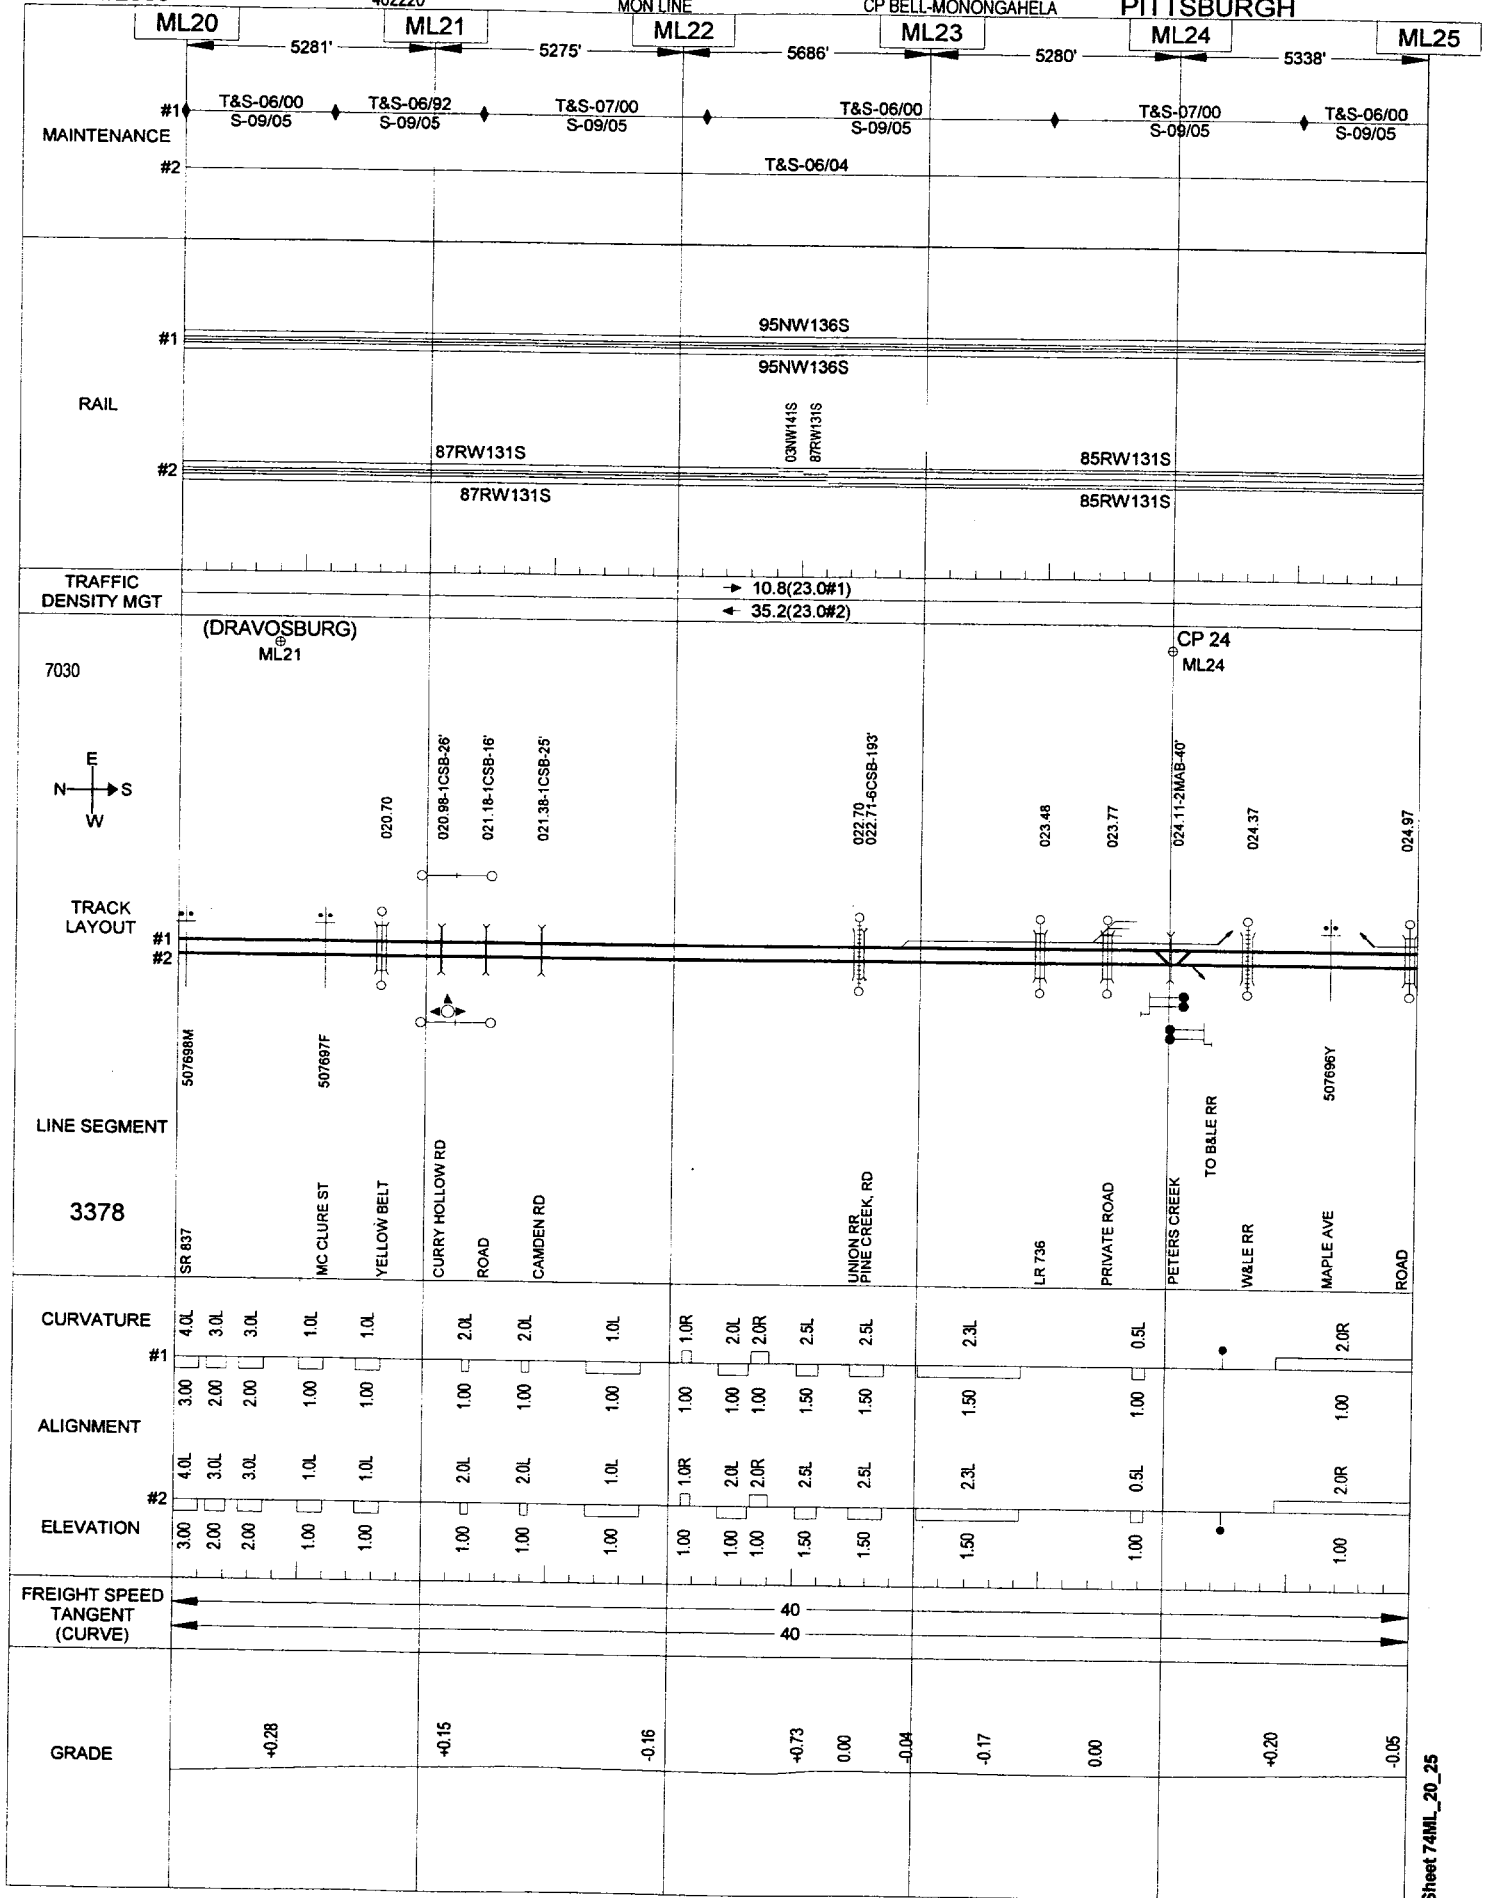 MON LINE CP BELL-MONONGAHELA PITTSBURGH
ML20 ML21 ML22 ML23 ML24 ML25
5281' 5275' 5686' 5280' 5338'
MAINTENANCE
#1
T&S-06/00 T&S-06/92 T&S-07/00 T&S-06/00 T&S-07/00 T&S-06/00
S-09/05 S-09/05 S-09/05 S-09/05 S-09/05 S-09/05
#2 T&S-06/04
RAIL
#1 95NW136S
95NW136S
03NW141S 87RW131S
#2 87RW131S 85RW131S
87RW131S 85RW131S
TRAFFIC
DENSITY MGT
10.8(23.0#1)
35.2(23.0#2)
(DRAVOSBURG)
ML21
CP 24
ML24
7030
E
N S
W
020.70
020.98-1CSB-26'
021.18-1CSB-16'
021.38-1CSB-25'
022.70
022.71-6CSB-193'
023.48
023.77
024.11-2MAB-40'
024.37
024.97
TRACK
LAYOUT
#1
#2
507698M
507697F
507696Y
LINE SEGMENT
3378
SR 837
MC CLURE ST
YELLOW BELT
CURRY HOLLOW RD
ROAD
CAMDEN RD
UNION RR
PINE CREEK, RD
LR 736
PRIVATE ROAD
PETERS CREEK
TO B&LE RR
W&LE RR
MAPLE AVE
ROAD
CURVATURE
#1
4.0L 3.0L 3.0L 1.0L 1.0L 2.0L 2.0L 1.0L 1.0R 2.0L 2.0R 2.5L 2.5L 2.3L 0.5L 2.0R
3.00 2.00 2.00 1.00 1.00 1.00 1.00 1.00 1.00 1.00 1.00 1.50 1.50 1.50 1.00 1.00
ALIGNMENT
#2
4.0L 3.0L 3.0L 1.0L 1.0L 2.0L 2.0L 1.0L 1.0R 2.0L 2.0R 2.5L 2.5L 2.3L 0.5L 2.0R
ELEVATION
3.00 2.00 2.00 1.00 1.00 1.00 1.00 1.00 1.00 1.00 1.00 1.50 1.50 1.50 1.00 1.00
FREIGHT SPEED
TANGENT
(CURVE)
40
40
GRADE
+0.28 +0.15 -0.16 +0.73 0.00 -0.04 -0.17 0.00 +0.20 -0.05
Sheet 74ML_20_25